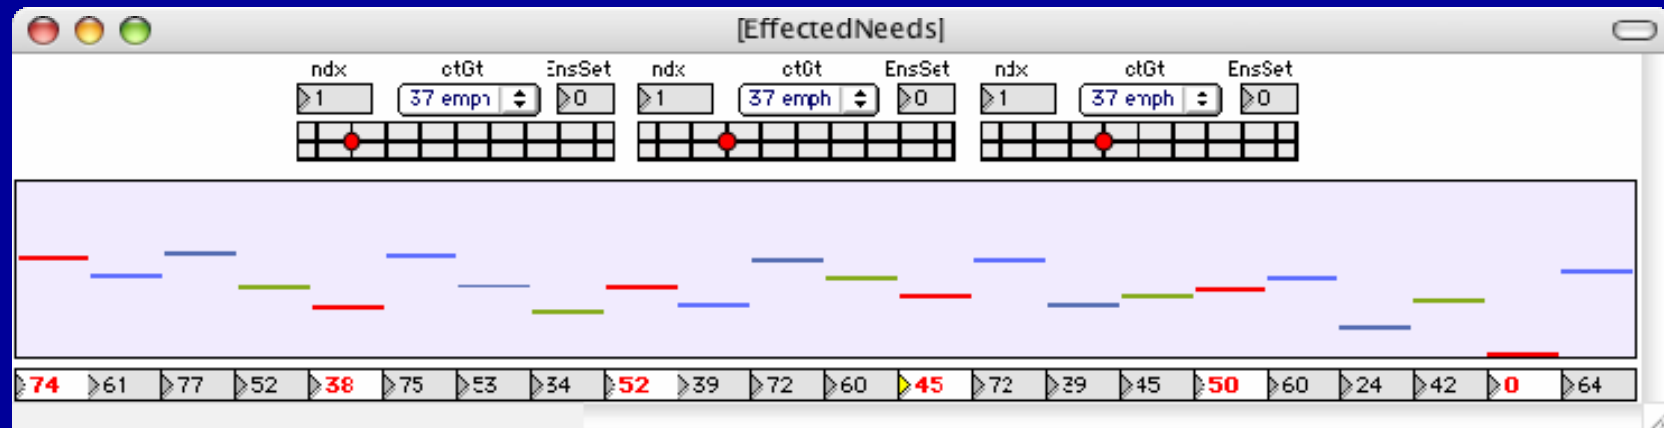 [EffectedNeeds]
ndx ctGt EnsSet ndx ctGt EnsSet ndx ctGt EnsSet
1 37 emph 0 1 37 emph 0 1 37 emph 0
74 61 77 52 38 75 53 34 52 39 72 60 45 72 39 45 50 60 24 42 0 64